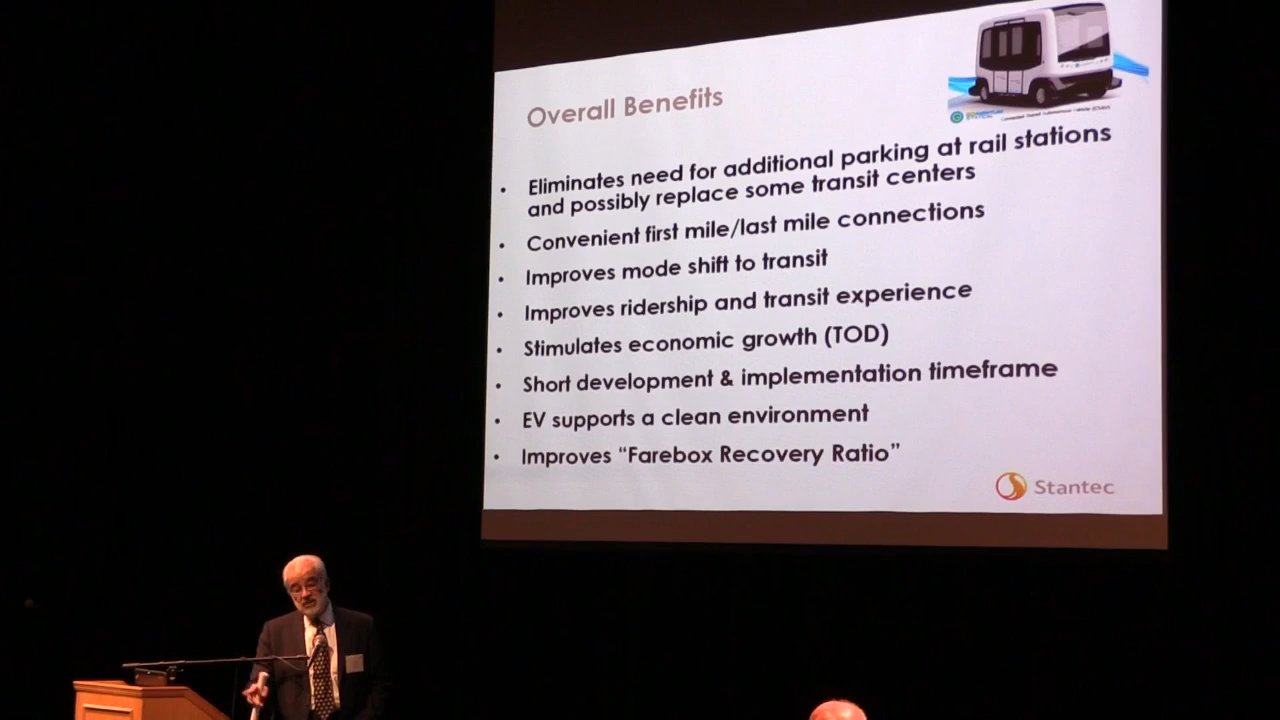 Overall Benefits
• Eliminates need for additional parking at rail stations
and possibly replace some transit centers
• Convenient first mile/last mile connections
• Improves mode shift to transit
• Improves ridership and transit experience
• Stimulates economic growth (TOD)
• Short development & implementation timeframe
• EV supports a clean environment
• Improves “Farebox Recovery Ratio”
Stantec